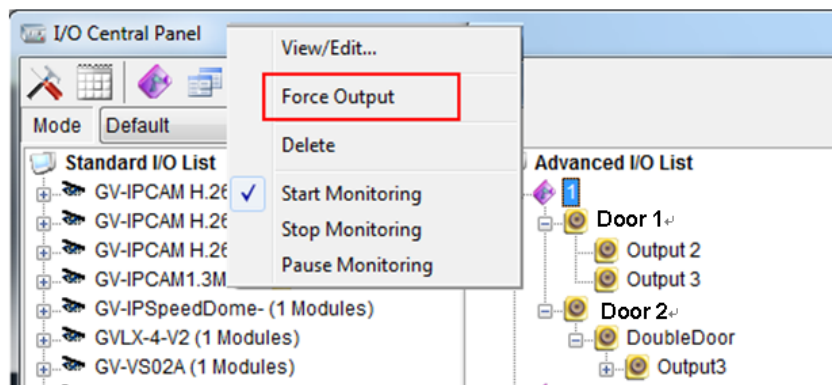 I/O Central Panel
View/Edit...
Force Output
Delete
Start Monitoring
Stop Monitoring
Pause Monitoring
Mode Default
Standard I/O List
GV-IPCAM H.26
GV-IPCAM H.26
GV-IPCAM H.26
GV-IPCAM1.3M
GV-IPSpeedDome- (1 Modules)
GVLX-4-V2 (1 Modules)
GV-VS02A (1 Modules)
Advanced I/O List
1
Door 1
Output 2
Output 3
Door 2
DoubleDoor
Output3